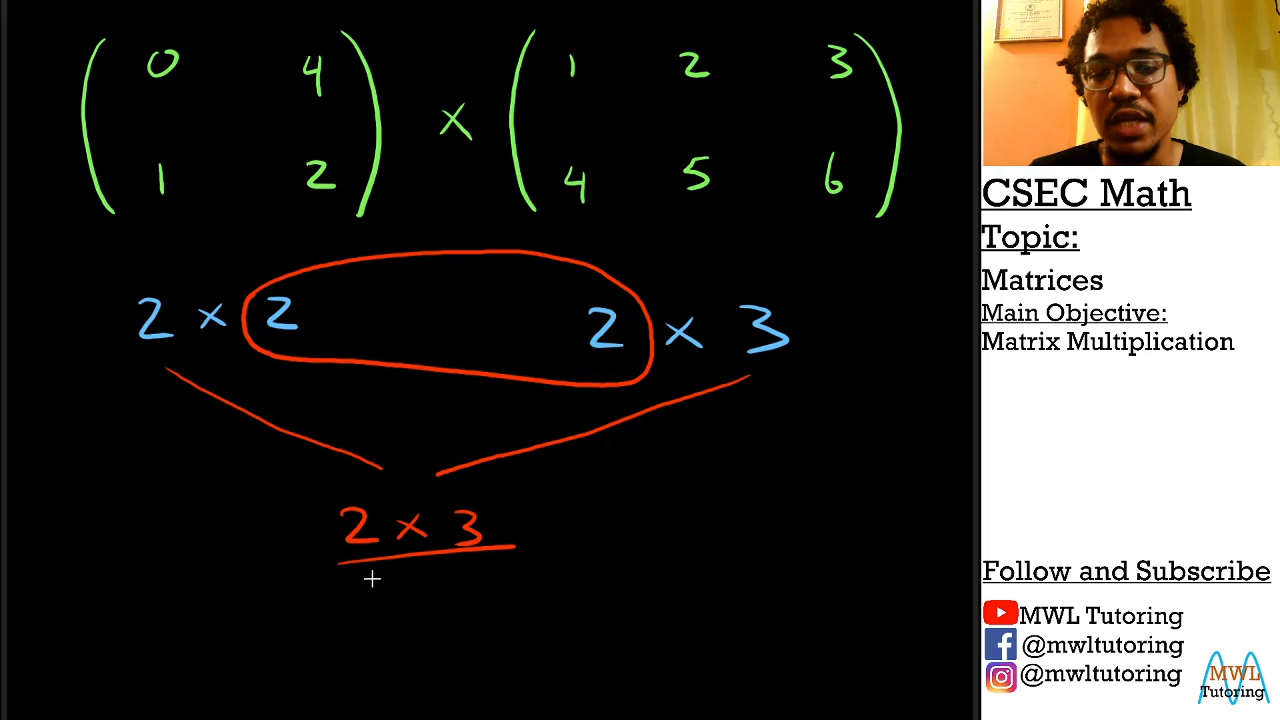 0 4 × 1 2 3
1 2 4 5 6
2 × 2 2 × 3
2 × 3
CSEC Math
Topic:
Matrices
Main Objective:
Matrix Multiplication
Follow and Subscribe
MWL Tutoring
@mwltutoring
@mwltutoring
MWL
Tutoring